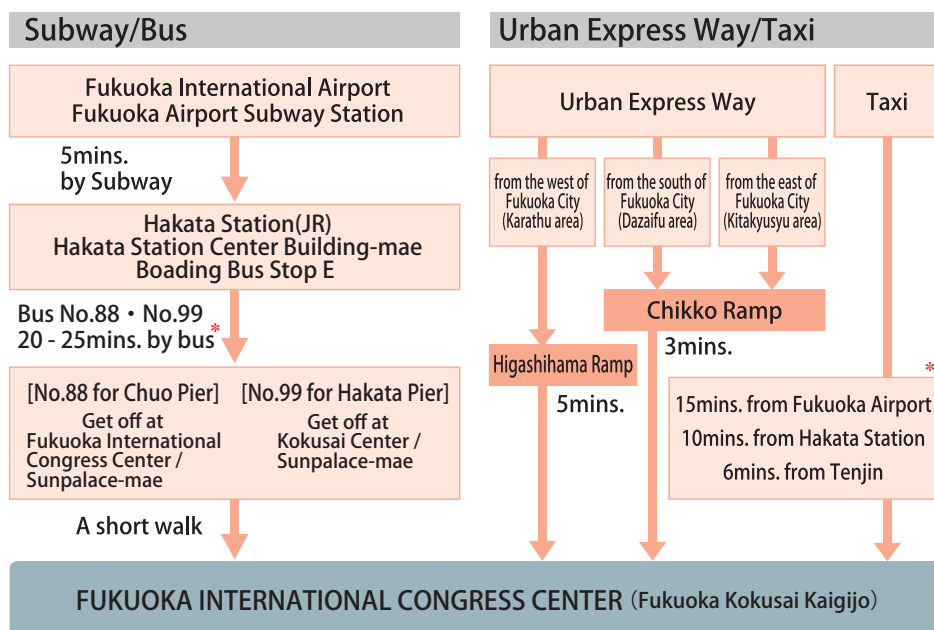 Subway/Bus
Fukuoka International Airport
Fukuoka Airport Subway Station
5mins.
by Subway
Hakata Station(JR)
Hakata Station Center Building-mae
Boading Bus Stop E
Bus No.88・No.99
20 - 25mins. by bus*
[No.88 for Chuo Pier]
Get off at
Fukuoka International
Congress Center /
Sunpalace-mae
[No.99 for Hakata Pier]
Get off at
Kokusai Center /
Sunpalace-mae
A short walk
Urban Express Way/Taxi
Urban Express Way
from the west of
Fukuoka City
(Karathu area)
from the south of
Fukuoka City
(Dazaifu area)
from the east of
Fukuoka City
(Kitakyusyu area)
Chikko Ramp
3mins.
Higashihama Ramp
5mins.
Taxi
*
15mins. from Fukuoka Airport
10mins. from Hakata Station
6mins. from Tenjin
FUKUOKA INTERNATIONAL CONGRESS CENTER (Fukuoka Kokusai Kaigijo)